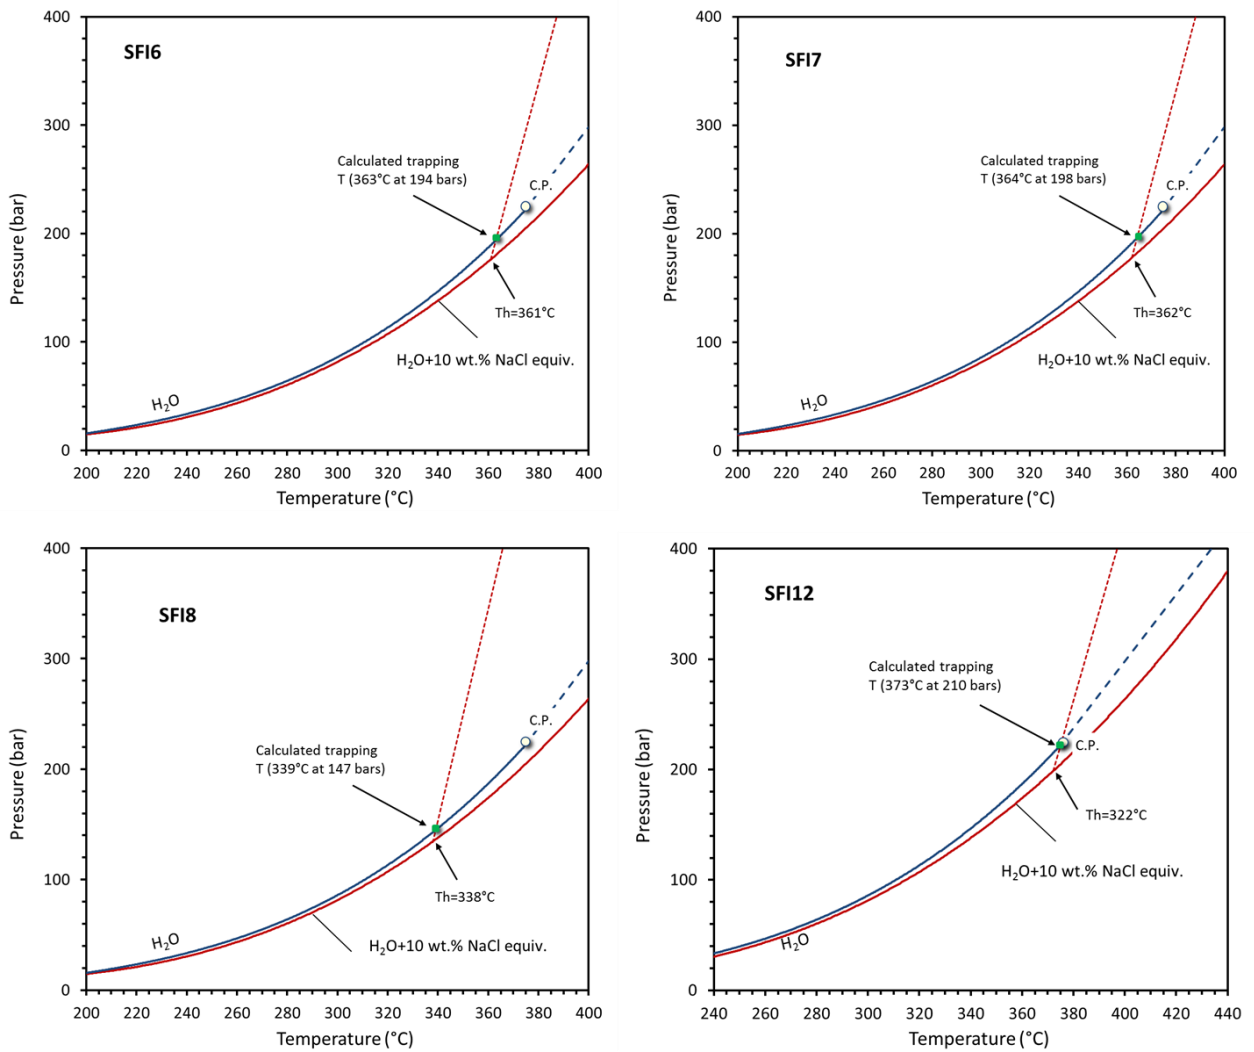 SFI6
Pressure (bar)
400
300
200
100
0
Calculated trapping
T (363°C at 194 bars)
C.P.
Th=361°C
H₂O+10 wt.% NaCl equiv.
H₂O
200 220 240 260 280 300 320 340 360 380 400
Temperature (°C)
SFI7
Pressure (bar)
400
300
200
100
0
Calculated trapping
T (364°C at 198 bars)
C.P.
Th=362°C
H₂O+10 wt.% NaCl equiv.
H₂O
200 220 240 260 280 300 320 340 360 380 400
Temperature (°C)
SFI8
Pressure (bar)
400
300
200
100
0
C.P.
Calculated trapping
T (339°C at 147 bars)
Th=338°C
H₂O
H₂O+10 wt.% NaCl equiv.
200 220 240 260 280 300 320 340 360 380 400
Temperature (°C)
SFI12
Pressure (bar)
400
300
200
100
0
Calculated trapping
T (373°C at 210 bars)
C.P.
Th=322°C
H₂O+10 wt.% NaCl equiv.
H₂O
240 260 280 300 320 340 360 380 400 420 440
Temperature (°C)